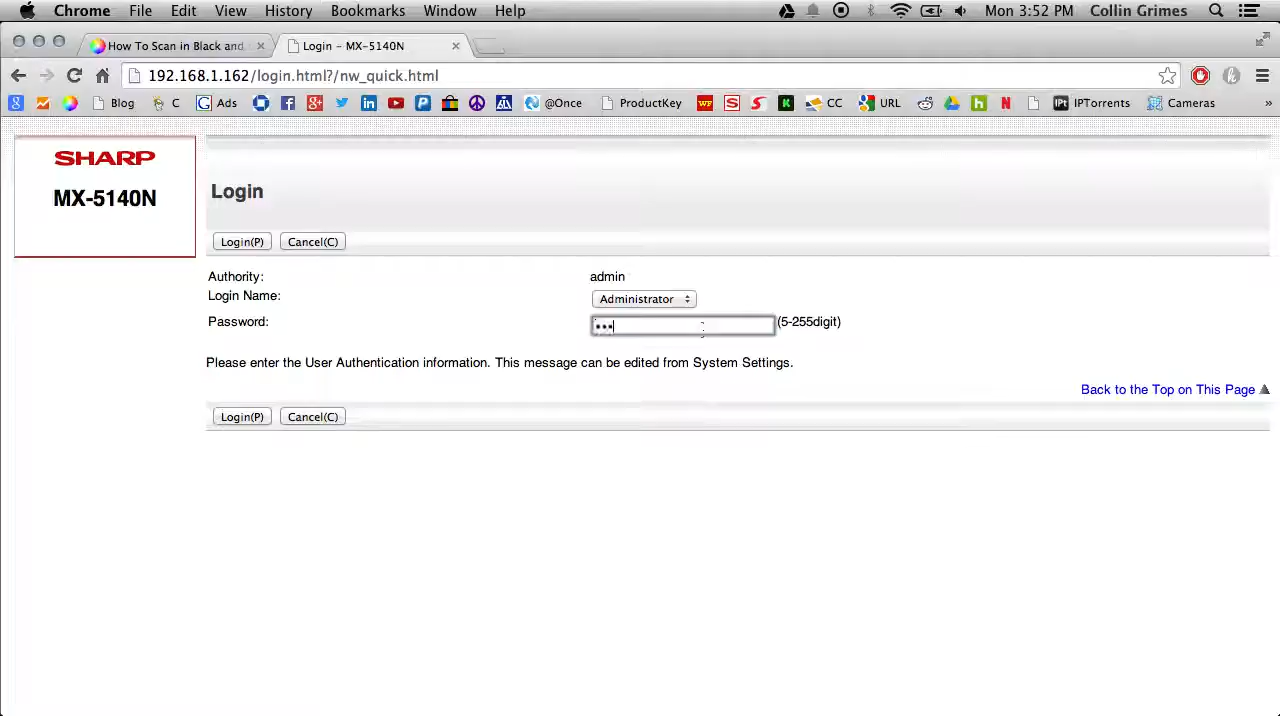 Chrome File Edit View History Bookmarks Window Help Mon 3:52 PM Collin Grimes
How To Scan in Black and Login - MX-5140N
192.168.1.162/login.html?/nw_quick.html
Blog C Ads @Once ProductKey CC URL IPTorrents Cameras »
SHARP
MX-5140N
Login
Login(P) Cancel(C)
Authority: admin
Login Name: Administrator
Password: ••• (5-255digit)
Please enter the User Authentication information. This message can be edited from System Settings.
Back to the Top on This Page
Login(P) Cancel(C)